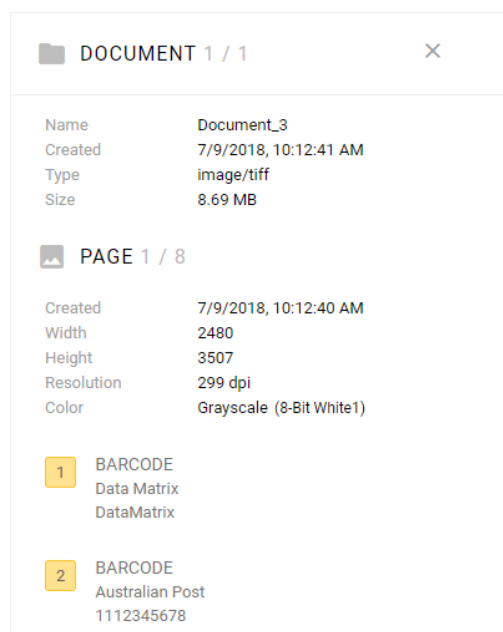 DOCUMENT 1 / 1
Name Document_3
Created 7/9/2018, 10:12:41 AM
Type image/tiff
Size 8.69 MB
PAGE 1 / 8
Created 7/9/2018, 10:12:40 AM
Width 2480
Height 3507
Resolution 299 dpi
Color Grayscale (8-Bit White1)
1 BARCODE
Data Matrix
DataMatrix
2 BARCODE
Australian Post
1112345678